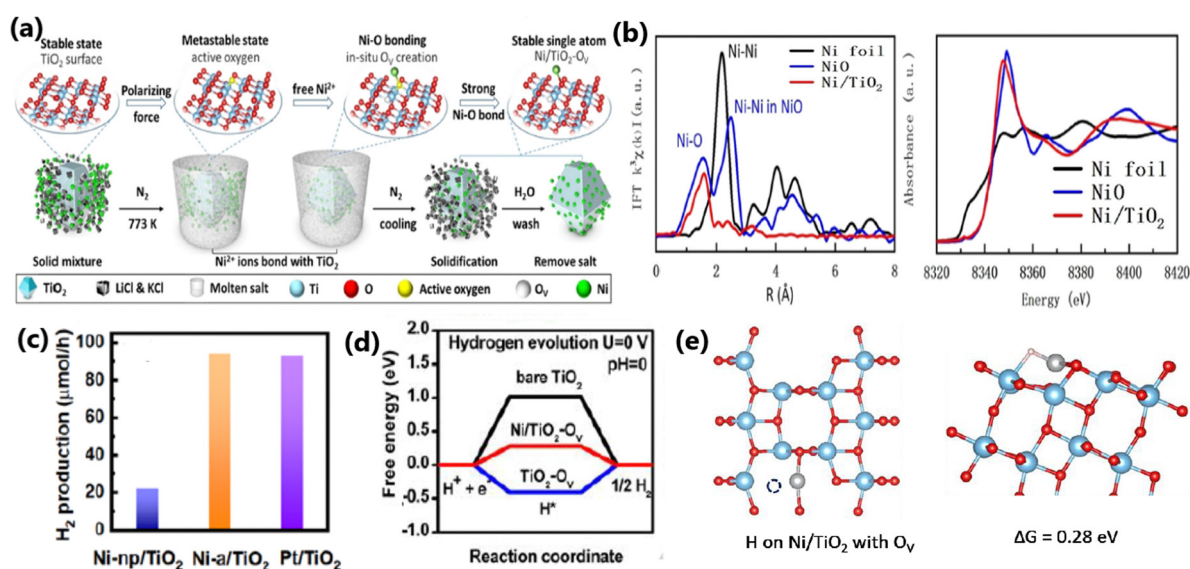 (a)
Stable state
TiO2 surface
Metastable state
active oxygen
Ni-O bonding
in-situ OV creation
Stable single atom
Ni/TiO2-OV
Polarizing
force
free Ni2+
Strong
Ni-O bond
N2
773 K
N2
cooling
H2O
wash
Solid mixture
Ni2+ ions bond with TiO2
Solidification
Remove salt
TiO2
LiCl & KCl
Molten salt
Ti
O
Active oxygen
OV
Ni
(b)
IFT k3χ(k)I (a.u.)
Ni-Ni
Ni-Ni in NiO
Ni-O
Ni foil
NiO
Ni/TiO2
0 2 4 6 8
R (Å)
Absorbance (a.u.)
Ni foil
NiO
Ni/TiO2
8320 8340 8360 8380 8400 8420
Energy (eV)
(c)
H2 production (μmol/h)
100
80
60
40
20
0
Ni-np/TiO2 Ni-a/TiO2 Pt/TiO2
(d)
Free energy (eV)
2.0
1.5
1.0
0.5
0.0
-0.5
-1.0
Hydrogen evolution U=0 V
pH=0
bare TiO2
Ni/TiO2-OV
TiO2-OV
H+ + e-
1/2 H2
H*
Reaction coordinate
(e)
H on Ni/TiO2 with OV
ΔG = 0.28 eV